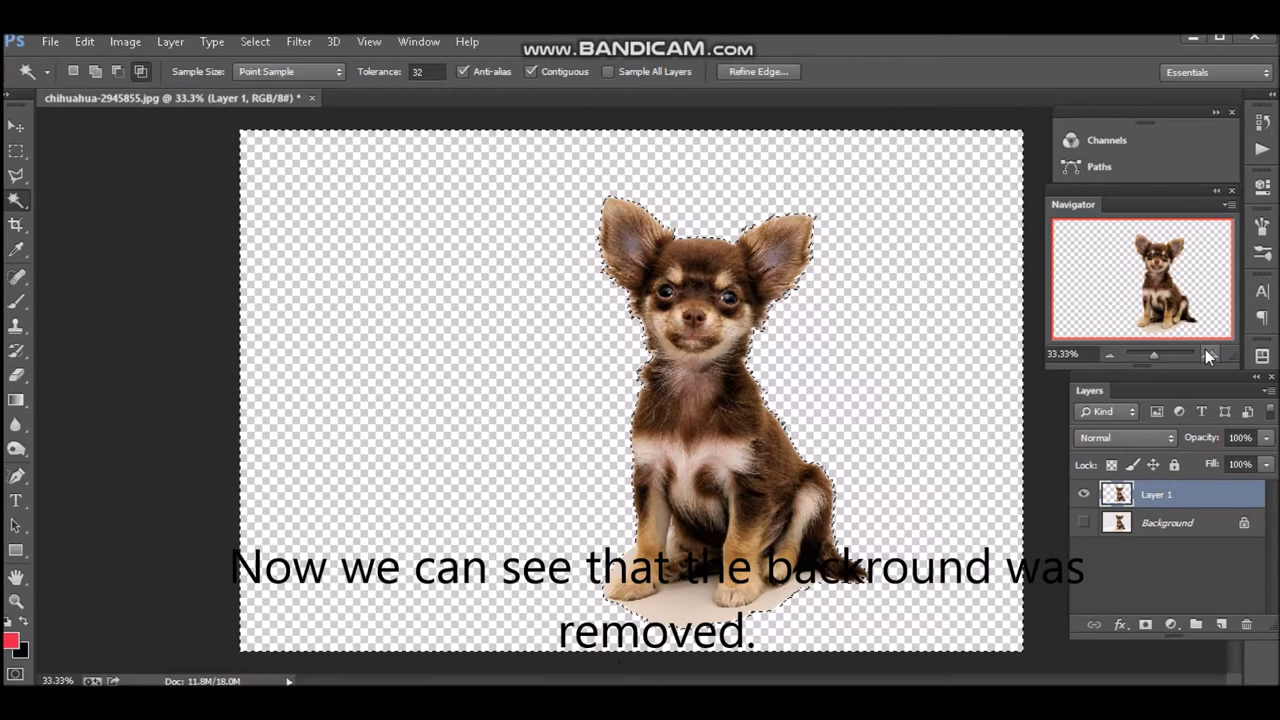 Ps File Edit Image Layer Type Select Filter 3D View Window Help
www.BANDICAM.com
Sample Size: Point Sample Tolerance: 32 Anti-alias Contiguous Sample All Layers Refine Edge... Essentials
chihuahua-2945855.jpg @ 33.3% (Layer 1, RGB/8#) * ×
Channels
Paths
Navigator
33.33%
Layers
Kind
Normal Opacity: 100%
Lock: Fill: 100%
Layer 1
Background
Now we can see that the backround was
removed.
33.33% Doc: 11.8M/18.0M